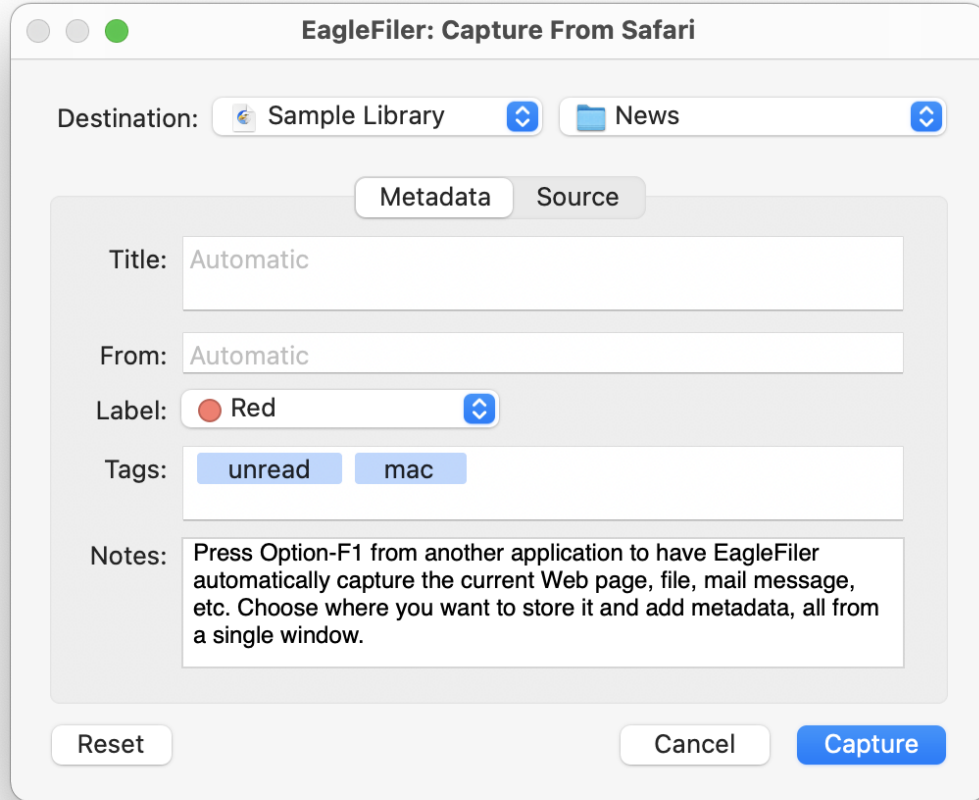 EagleFiler: Capture From Safari
Destination: Sample Library News
Metadata Source
Title: Automatic
From: Automatic
Label: Red
Tags: unread mac
Notes: Press Option-F1 from another application to have EagleFiler
automatically capture the current Web page, file, mail message,
etc. Choose where you want to store it and add metadata, all from
a single window.
Reset Cancel Capture